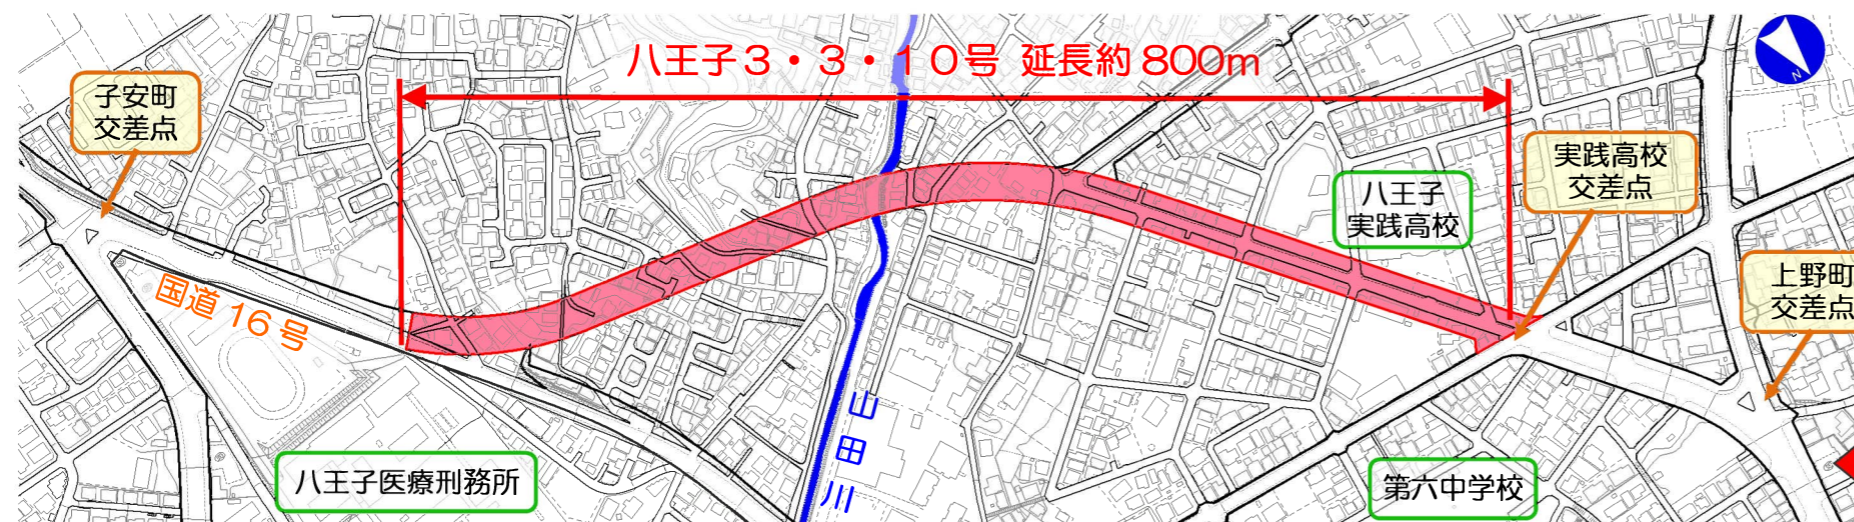 八王子３・３・１０号 延長約 800m
子安町
交差点
実践高校
交差点
八王子
実践高校
上野町
交差点
国道 16 号
山田川
八王子医療刑務所
第六中学校
N